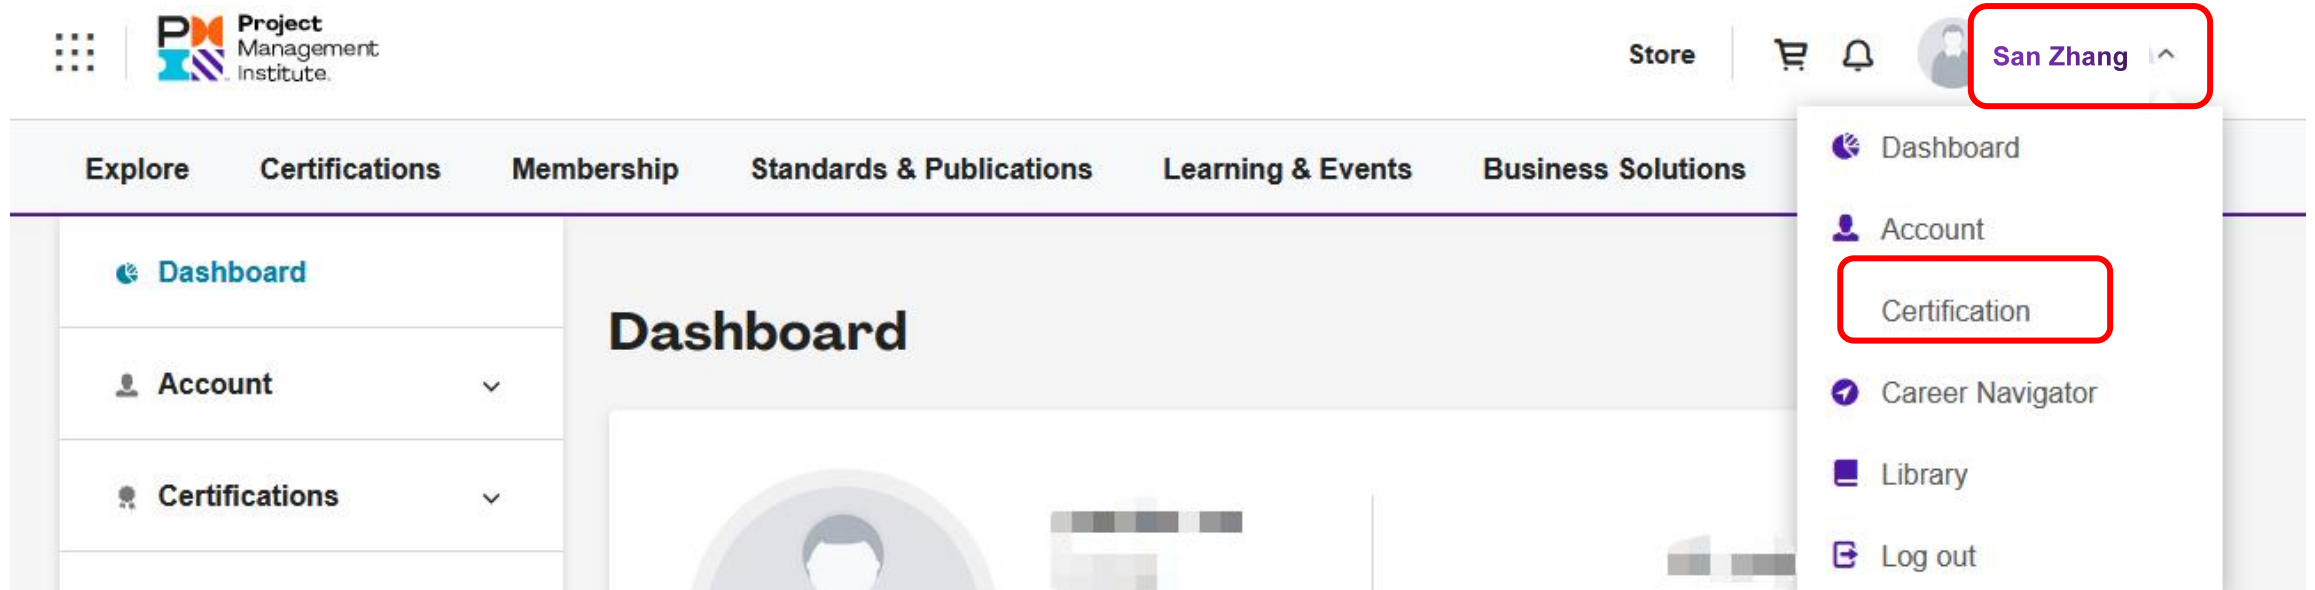 Project
Management
Institute.
Store
San Zhang
Explore Certifications Membership Standards & Publications Learning & Events Business Solutions
Dashboard
Account
Certifications
Dashboard
Dashboard
Account
Certification
Career Navigator
Library
Log out